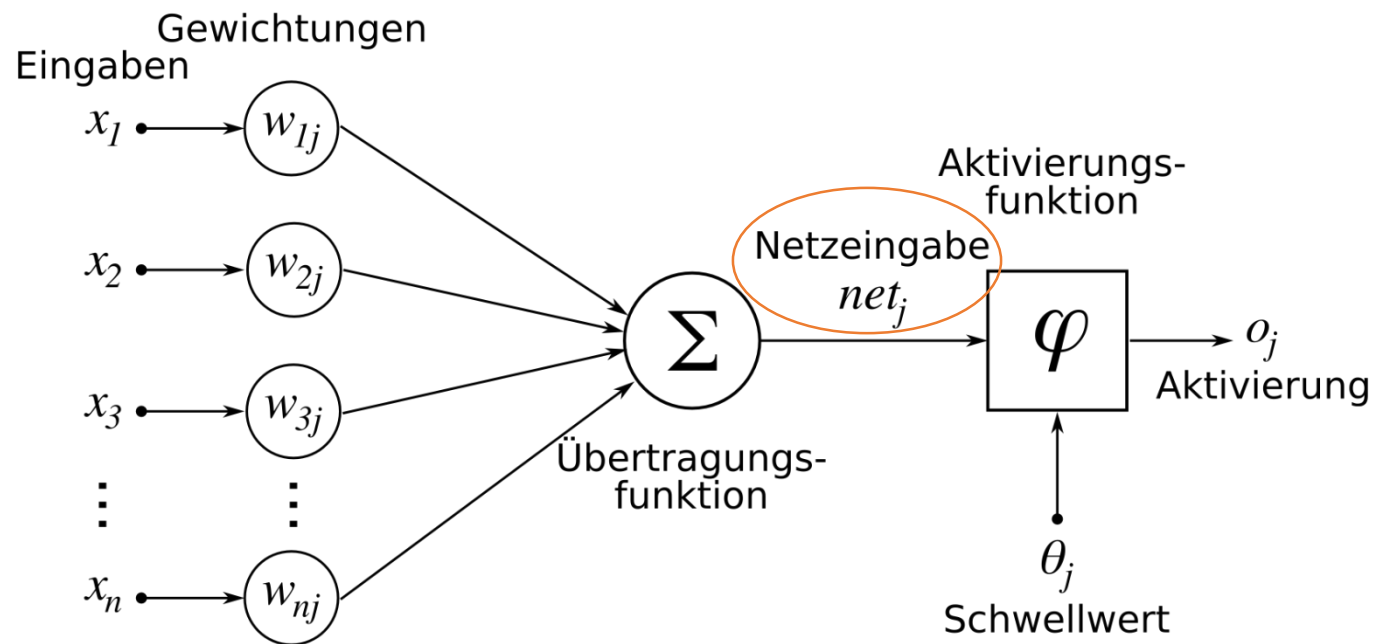 Gewichtungen
Eingaben
x1
w1j
x2
w2j
x3
w3j
⋮
⋮
xn
wnj
Σ
Übertragungs-
funktion
Netzeingabe
netj
Aktivierungs-
funktion
φ
oj
Aktivierung
θj
Schwellwert